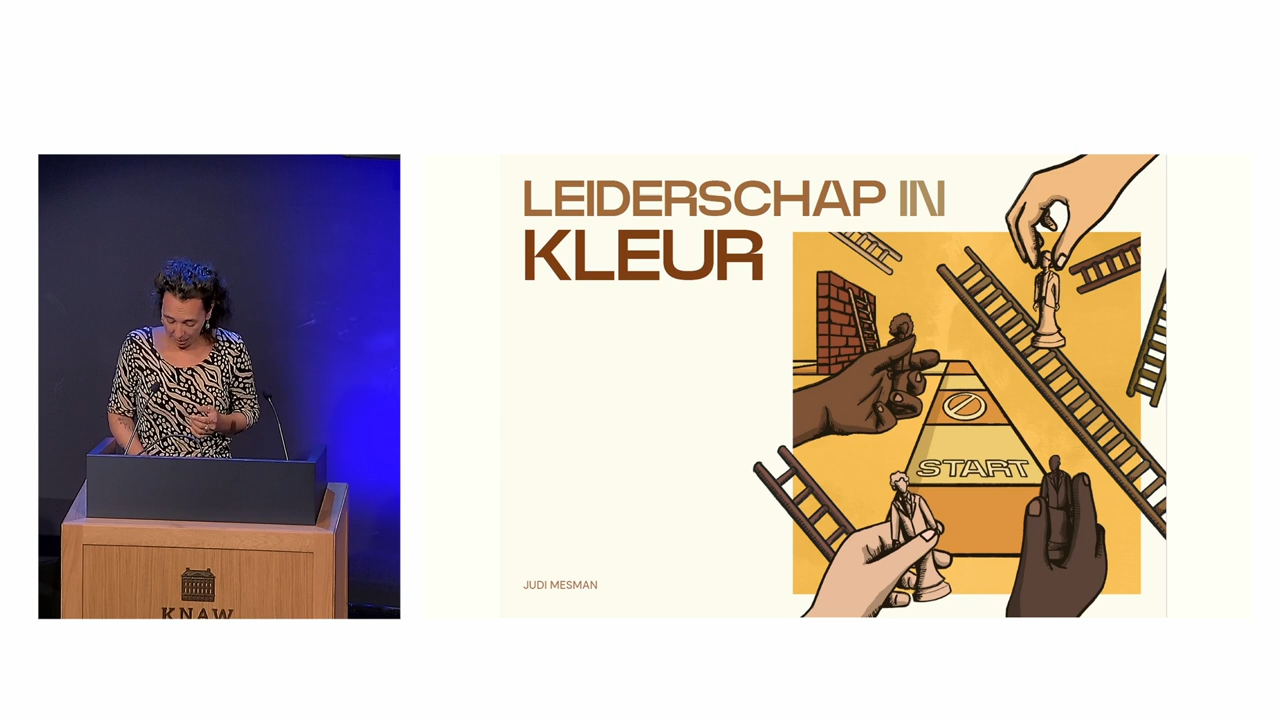 LEIDERSCHAP IN
KLEUR
START
JUDI MESMAN
KNAW